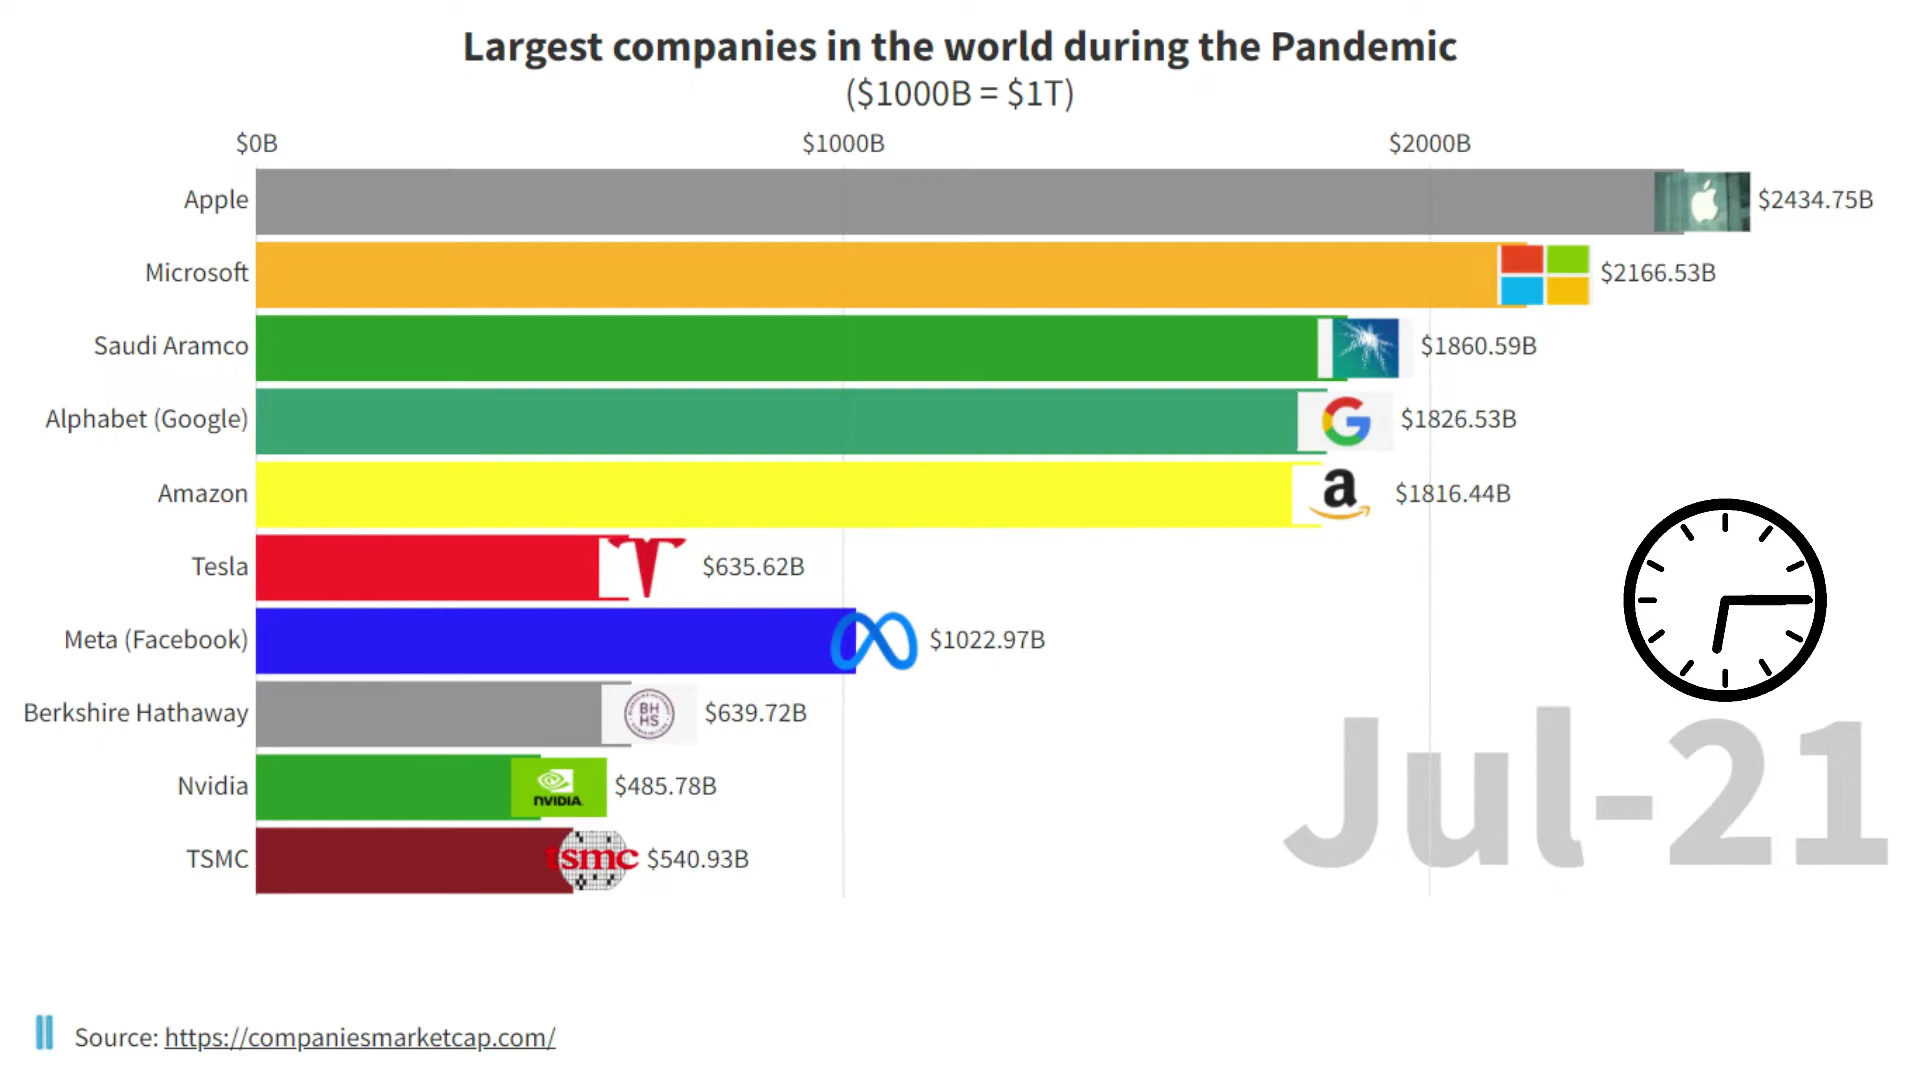 Largest companies in the world during the Pandemic
($1000B = $1T)
$0B $1000B $2000B
Apple $2434.75B
Microsoft $2166.53B
Saudi Aramco $1860.59B
Alphabet (Google) G $1826.53B
Amazon a $1816.44B
Tesla $635.62B
Meta (Facebook) $1022.97B
Berkshire Hathaway BH HS $639.72B
Nvidia NVIDIA. $485.78B
TSMC tsmc $540.93B
Jul-21
Source: https://companiesmarketcap.com/